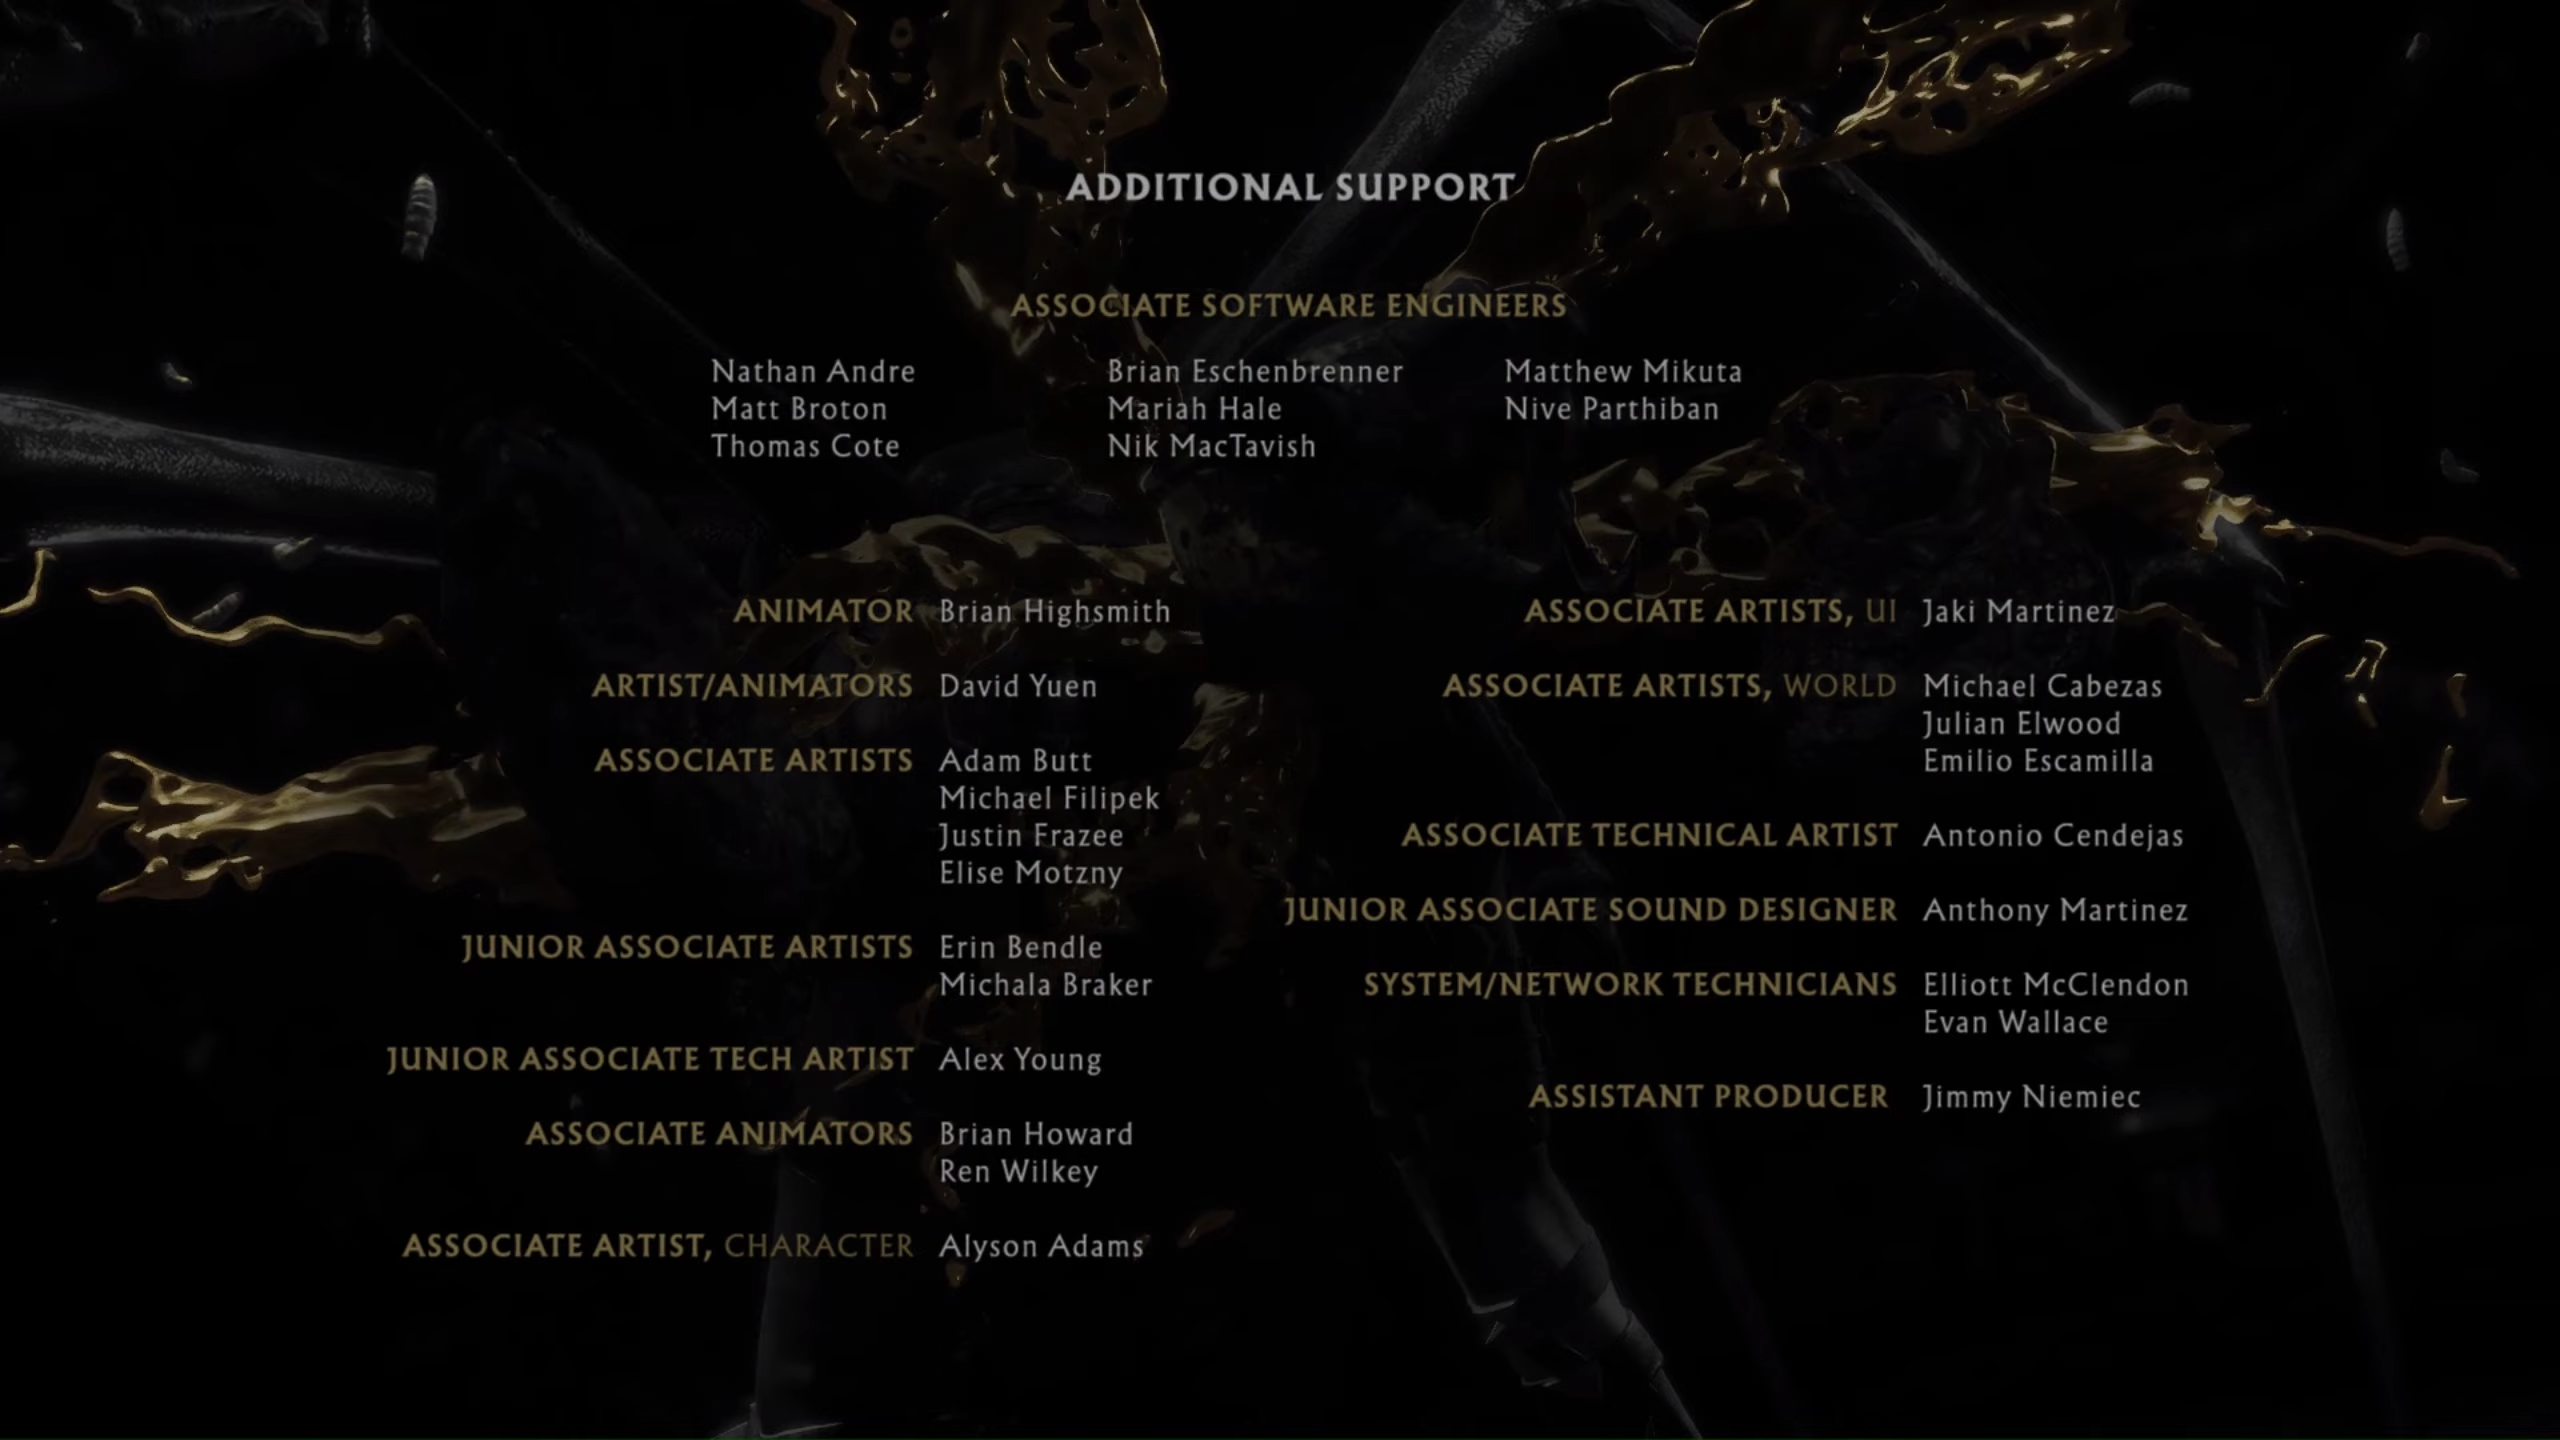 ADDITIONAL SUPPORT
ASSOCIATE SOFTWARE ENGINEERS
Nathan Andre
Matt Broton
Thomas Cote
Brian Eschenbrenner
Mariah Hale
Nik MacTavish
Matthew Mikuta
Nive Parthiban
ANIMATOR Brian Highsmith
ARTIST/ANIMATORS David Yuen
ASSOCIATE ARTISTS Adam Butt
Michael Filipek
Justin Frazee
Elise Motzny
JUNIOR ASSOCIATE ARTISTS Erin Bendle
Michala Braker
JUNIOR ASSOCIATE TECH ARTIST Alex Young
ASSOCIATE ANIMATORS Brian Howard
Ren Wilkey
ASSOCIATE ARTIST, CHARACTER Alyson Adams
ASSOCIATE ARTISTS, UI Jaki Martinez
ASSOCIATE ARTISTS, WORLD Michael Cabezas
Julian Elwood
Emilio Escamilla
ASSOCIATE TECHNICAL ARTIST Antonio Cendejas
JUNIOR ASSOCIATE SOUND DESIGNER Anthony Martinez
SYSTEM/NETWORK TECHNICIANS Elliott McClendon
Evan Wallace
ASSISTANT PRODUCER Jimmy Niemiec